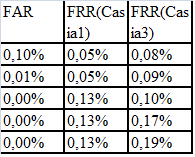 FAR FRR(Cas FRR(Cas
ia1) ia3)
0,10% 0,05% 0,08%
0,01% 0,05% 0,09%
0,00% 0,13% 0,10%
0,00% 0,13% 0,17%
0,00% 0,13% 0,19%